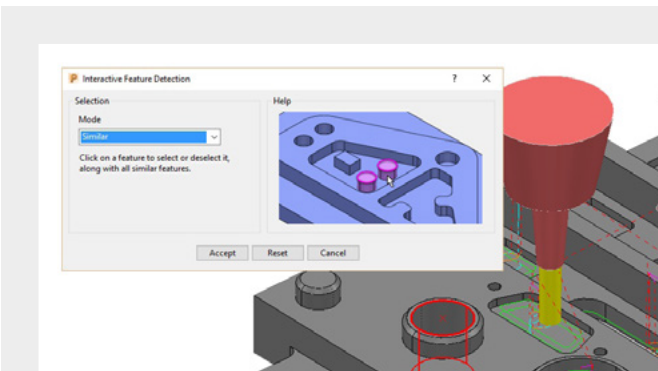 Interactive Feature Detection
Selection
Mode
Similar
Click on a feature to select or deselect it,
along with all similar features.
Help
Accept Reset Cancel